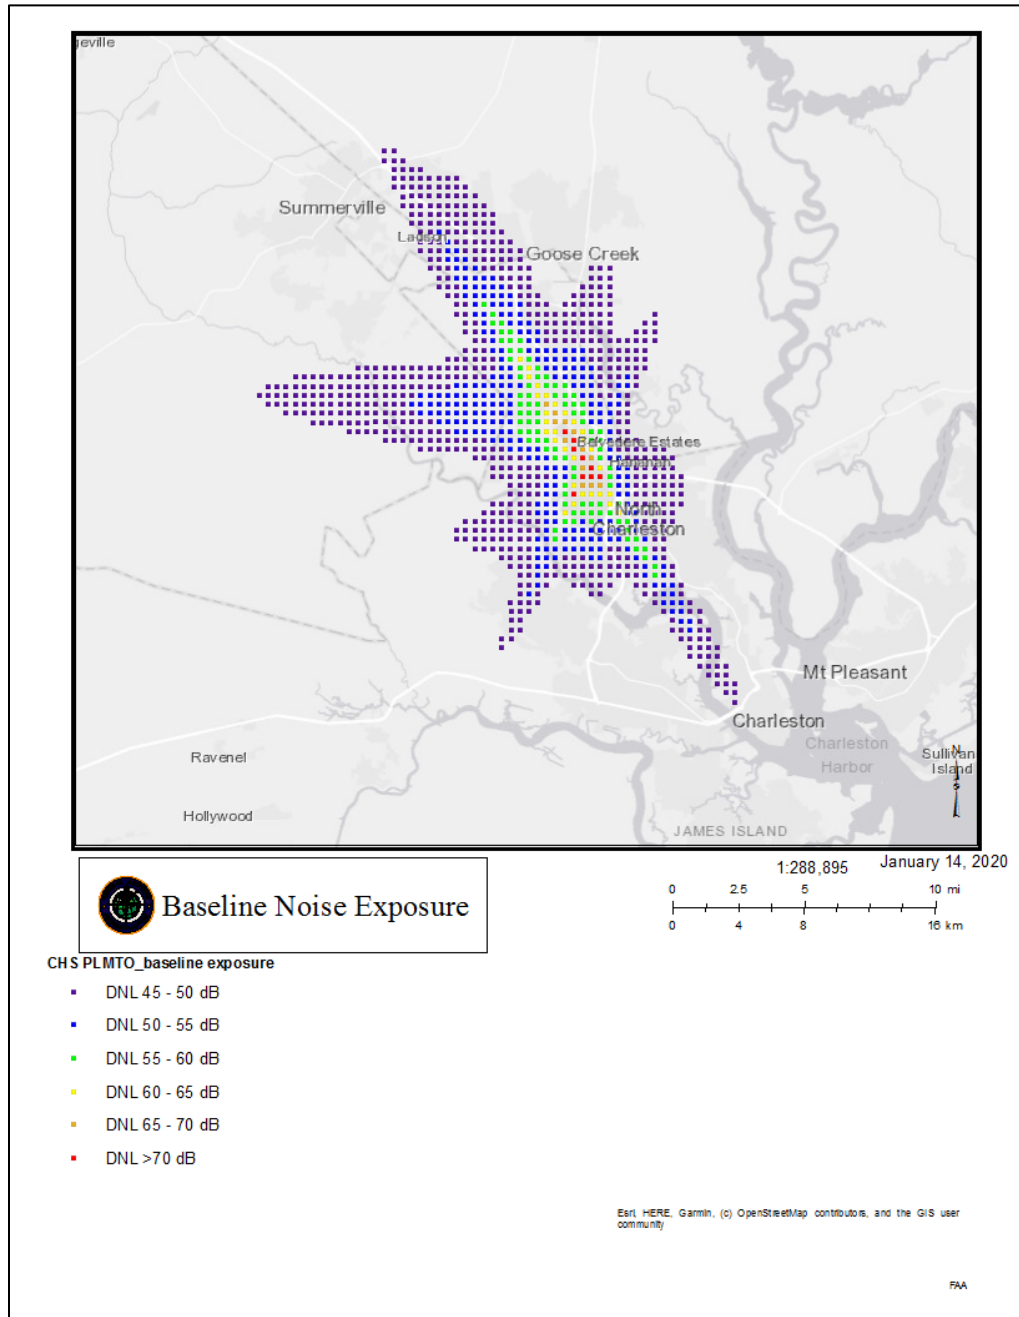 geville
Summerville
Ladson
Goose Creek
Belvedere Estates
Hanahan
North
Charleston
Mt Pleasant
Charleston
Charleston
Harbor
Sullivan
Island
N
S
Ravenel
Hollywood
JAMES ISLAND
Baseline Noise Exposure
1:288,895
January 14, 2020
0 2.5 5 10 mi
0 4 8 16 km
CHS PLMTO_baseline exposure
DNL 45 - 50 dB
DNL 50 - 55 dB
DNL 55 - 60 dB
DNL 60 - 65 dB
DNL 65 - 70 dB
DNL >70 dB
Esri, HERE, Garmin, (c) OpenStreetMap contributors, and the GIS user
community
FAA